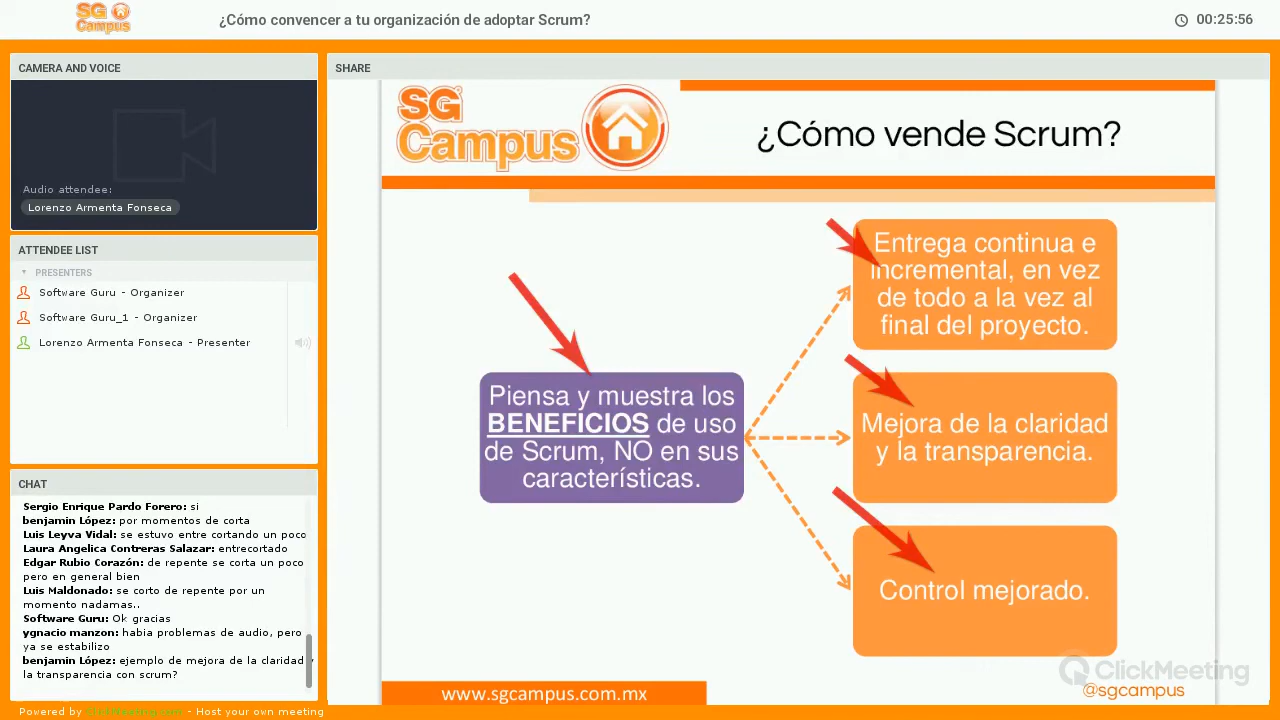 SG
Campus
¿Cómo convencer a tu organización de adoptar Scrum?
00:25:56
CAMERA AND VOICE
Audio attendee:
Lorenzo Armenta Fonseca
ATTENDEE LIST
PRESENTERS
Software Guru - Organizer
Software Guru_1 - Organizer
Lorenzo Armenta Fonseca - Presenter
CHAT
Sergio Enrique Pardo Forero: si
benjamin López: por momentos de corta
Luis Leyva Vidal: se estuvo entre cortando un poco
Laura Angelica Contreras Salazar: entrecortado
Edgar Rubio Corazón: de repente se corta un poco
pero en general bien
Luis Maldonado: se corto de repente por un
momento nadamas..
Software Guru: Ok gracias
ygnacio manzon: habia problemas de audio, pero
ya se estabilizo
benjamin López: ejemplo de mejora de la claridad y
la transparencia con scrum?
Powered by ClickMeeting.com - Host your own meeting
SHARE
SG
Campus
¿Cómo vende Scrum?
Piensa y muestra los
BENEFICIOS de uso
de Scrum, NO en sus
características.
Entrega continua e
incremental, en vez
de todo a la vez al
final del proyecto.
Mejora de la claridad
y la transparencia.
Control mejorado.
www.sgcampus.com.mx
ClickMeeting
@sgcampus